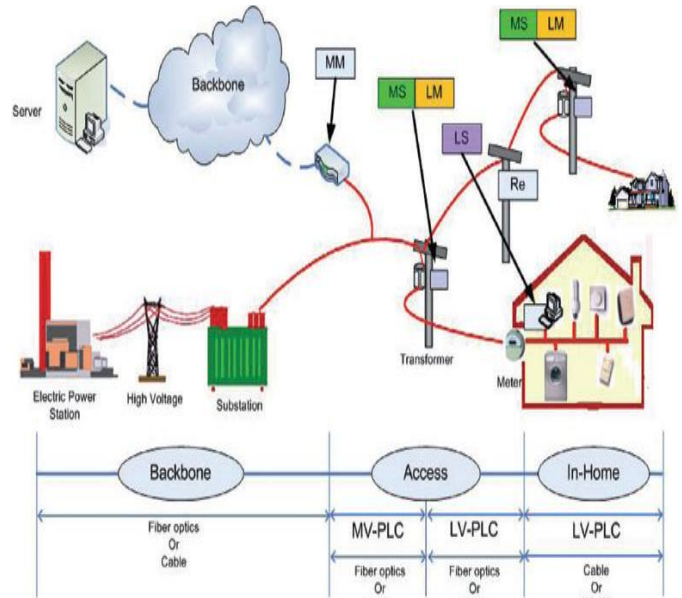 MS LM
Backbone
MM
MS LM
Server
LS
Re
Transformer
Meter
Electric Power
Station
High Voltage
Substation
Backbone
Access
In-Home
Fiber optics
Or
Cable
MV-PLC
LV-PLC
LV-PLC
Fiber optics
Or
Fiber optics
Or
Cable
Or